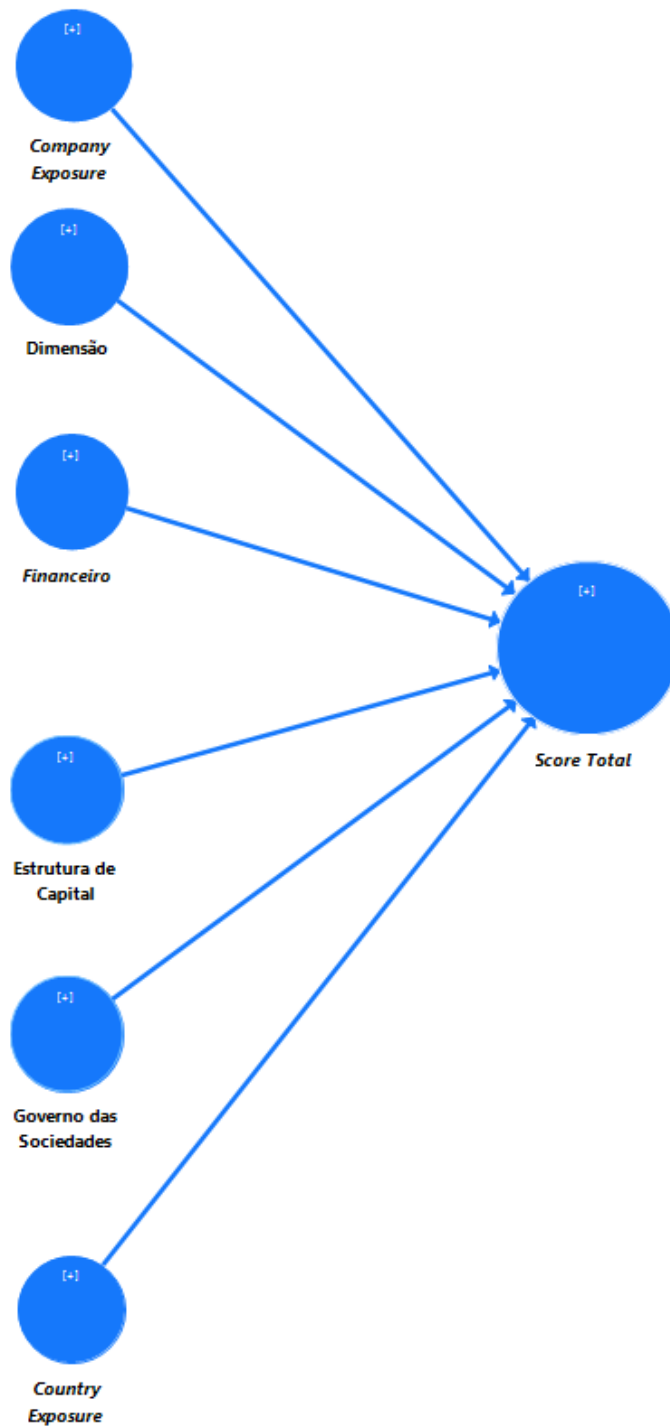 [+]
Company
Exposure
[+]
Dimensão
[+]
Financeiro
[+]
Score Total
[+]
Estrutura de
Capital
[+]
Governo das
Sociedades
[+]
Country
Exposure